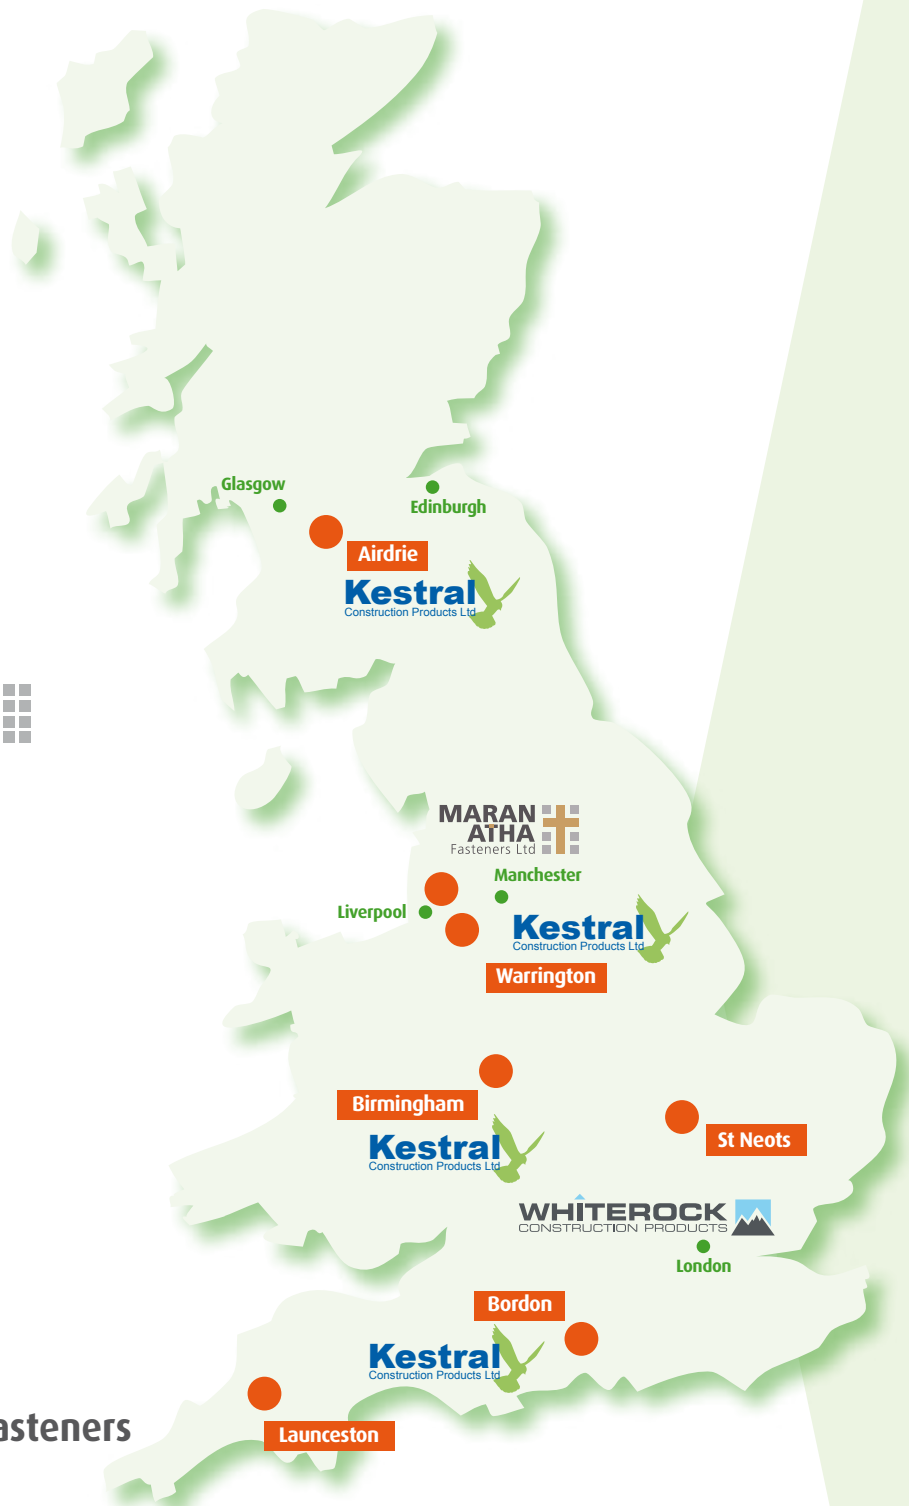 Glasgow
Edinburgh
Airdrie
Kestral
Construction Products Ltd
MARAN
ATHA
Fasteners Ltd
Manchester
Liverpool
Kestral
Construction Products Ltd
Warrington
Birmingham
Kestral
Construction Products Ltd
St Neots
WHITEROCK
CONSTRUCTION PRODUCTS
London
Bordon
Kestral
Construction Products Ltd
asteners
Launceston